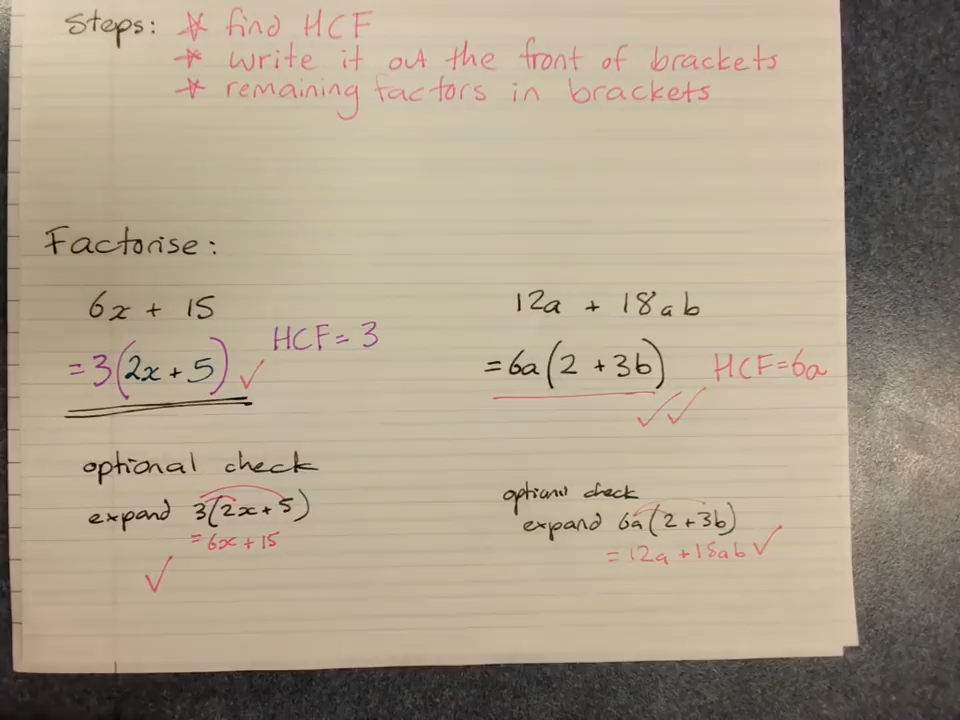 Steps: * find HCF
* write it out the front of brackets
* remaining factors in brackets
Factorise:
6x + 15
= 3(2x + 5) ✓ HCF = 3
optional check
expand 3(2x + 5)
= 6x + 15
✓
12a + 18ab
= 6a(2 + 3b) HCF = 6a
✓✓
optional check
expand 6a(2 + 3b)
= 12a + 18ab ✓